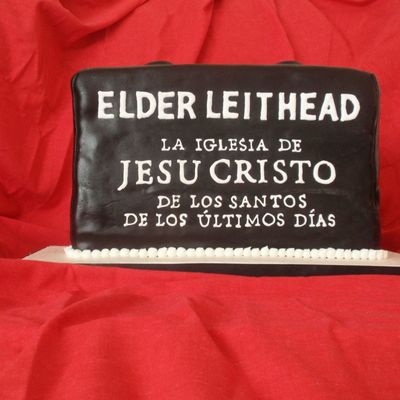 ELDER LEITHEAD
LA IGLESIA DE
JESUCRISTO
DE LOS SANTOS
DE LOS ÚLTIMOS DÍAS